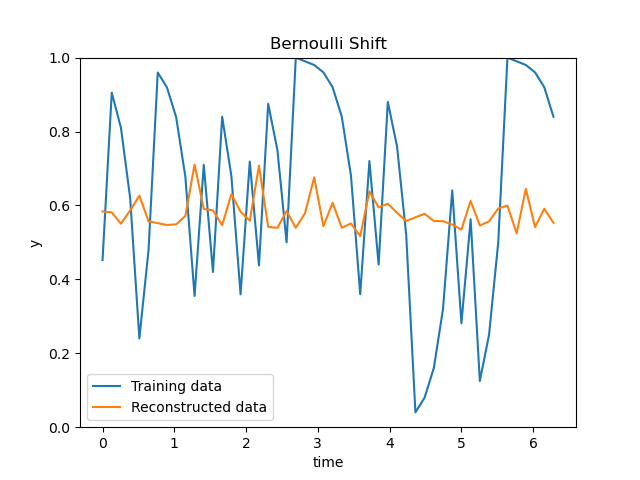 Bernoulli Shift
1.0
0.8
0.6
0.4
0.2
0.0
y
Training data
Reconstructed data
0 1 2 3 4 5 6
time